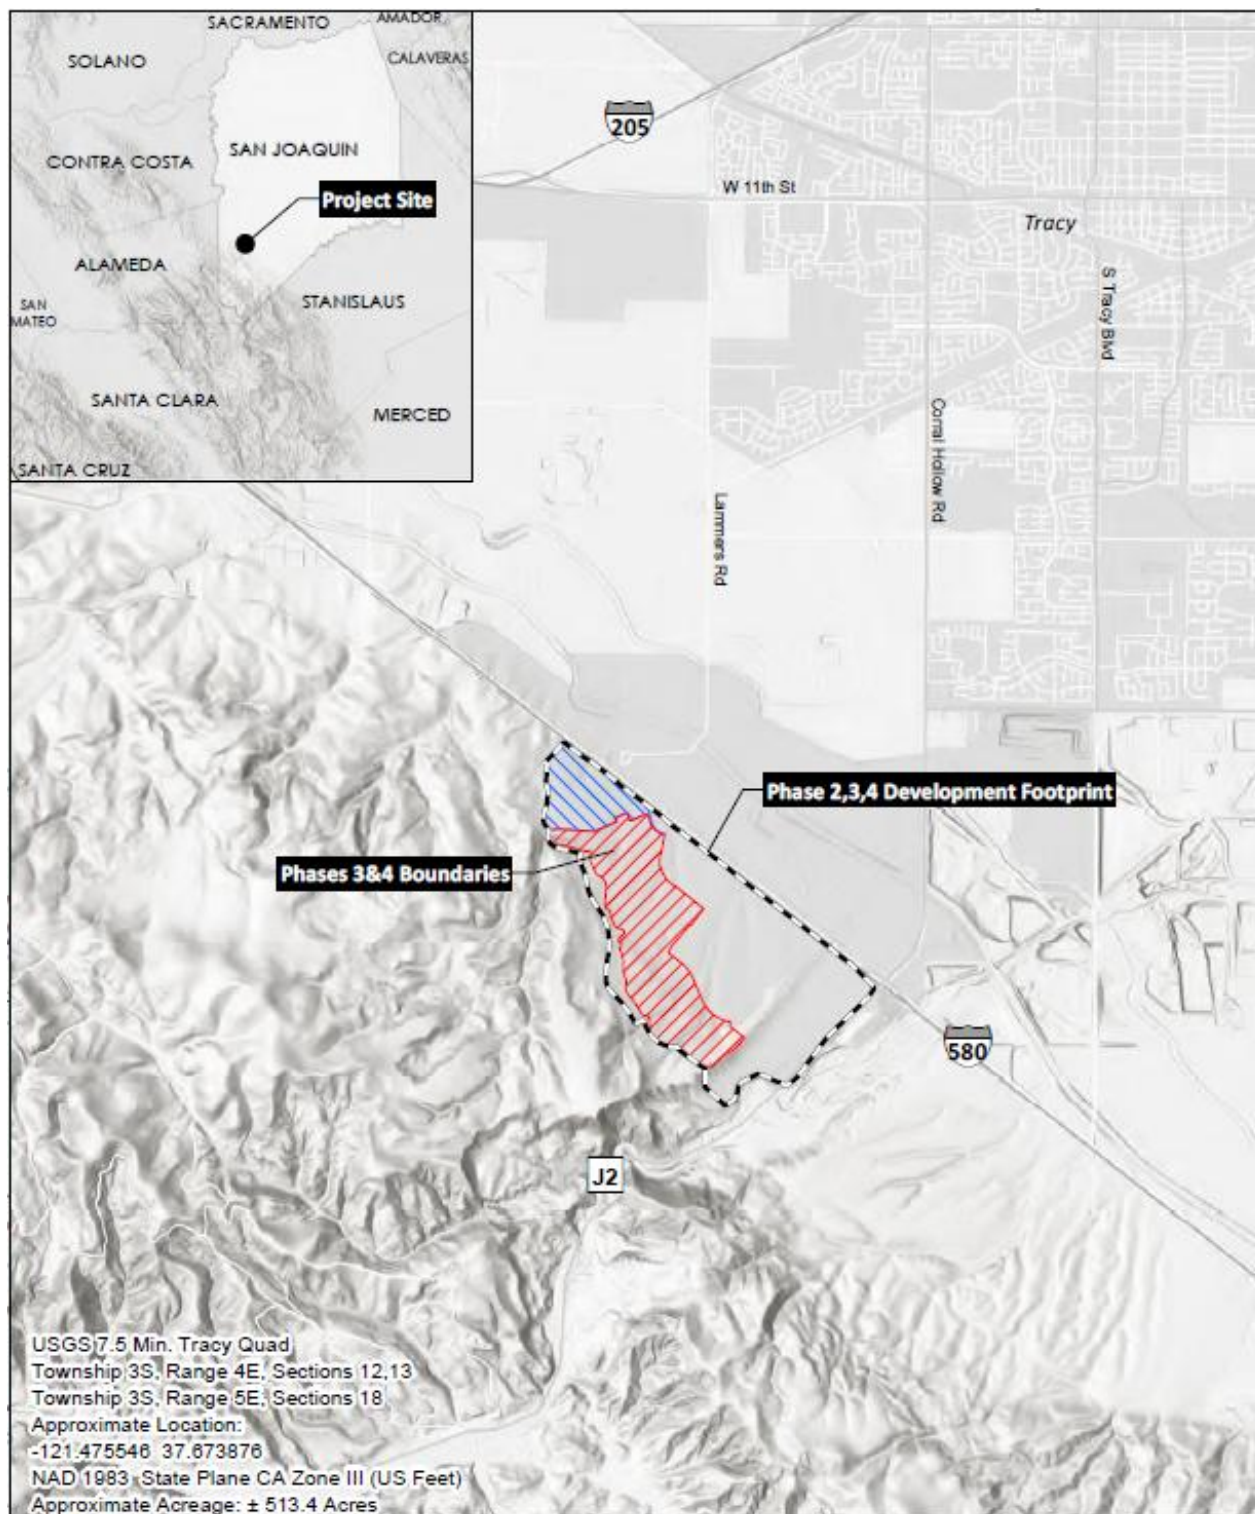 SACRAMENTO
AMADOR
SOLANO
CALAVERAS
CONTRA COSTA
SAN JOAQUIN
Project Site
ALAMEDA
STANISLAUS
SAN
MATEO
SANTA CLARA
MERCED
SANTA CRUZ
205
W 11th St
Tracy
S Tracy Blvd
Corral Hollow Rd
Lammers Rd
Phase 2,3,4 Development Footprint
Phases 3&4 Boundaries
580
J2
USGS 7.5 Min. Tracy Quad
Township 3S, Range 4E, Sections 12,13
Township 3S, Range 5E, Sections 18
Approximate Location:
-121.475546 37.673876
NAD 1983 State Plane CA Zone III (US Feet)
Approximate Acreage: ± 513.4 Acres